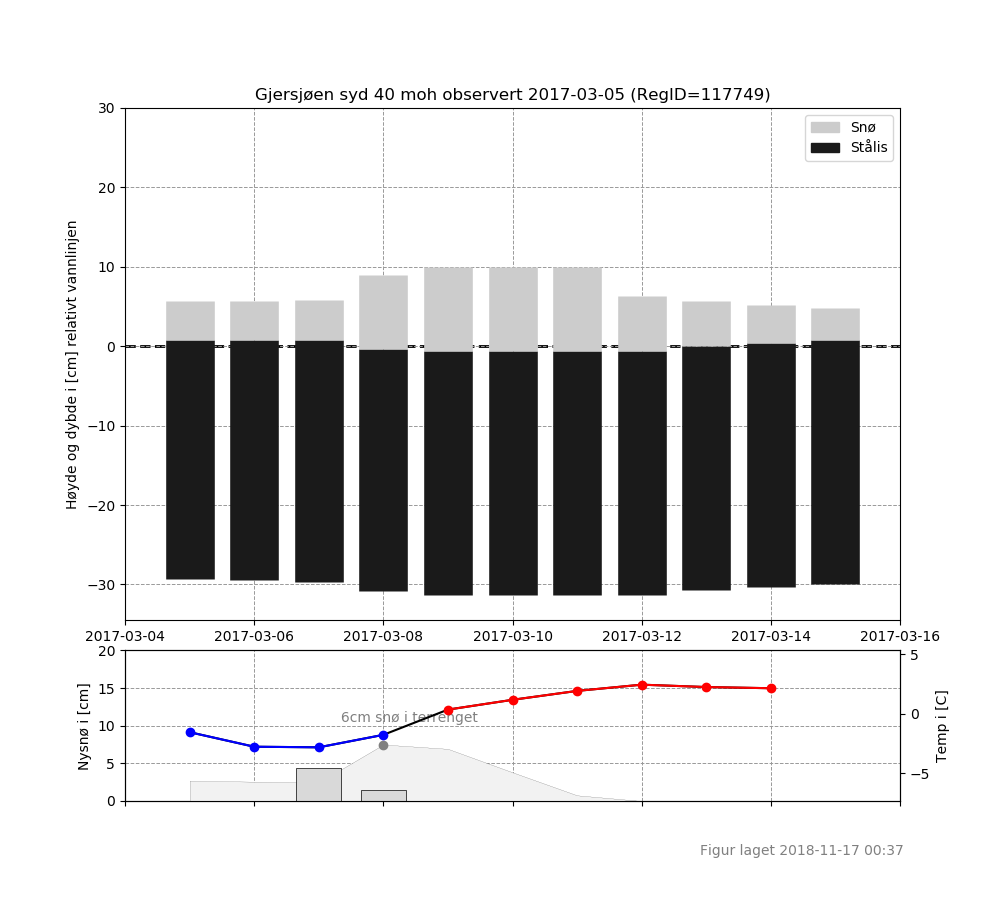 Gjersjøen syd 40 moh observert 2017-03-05 (RegID=117749)
Høyde og dybde i [cm] relativt vannlinjen
30
20
10
0
−10
−20
−30
Snø
Stålis
2017-03-04 2017-03-06 2017-03-08 2017-03-10 2017-03-12 2017-03-14 2017-03-16
Nysnø i [cm]
20
15
10
5
0
6cm snø i terrenget
5
0
−5
Temp i [C]
Figur laget 2018-11-17 00:37